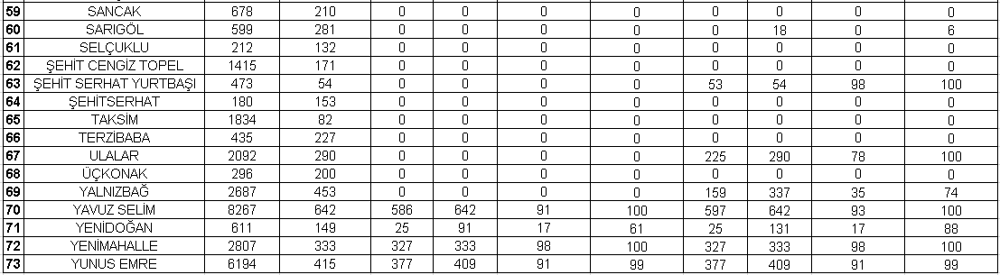 59 SANCAK 678 210 0 0 0 0 0 0 0 0
60 SARIGÖL 599 281 0 0 0 0 0 18 0 6
61 SELÇUKLU 212 132 0 0 0 0 0 0 0 0
62 ŞEHİT CENGİZ TOPEL 1415 171 0 0 0 0 0 0 0 0
63 ŞEHİT SERHAT YURTBAŞI 473 54 0 0 0 0 53 54 98 100
64 ŞEHİTSERHAT 180 153 0 0 0 0 0 0 0 0
65 TAKSİM 1834 82 0 0 0 0 0 0 0 0
66 TERZİBABA 435 227 0 0 0 0 0 0 0 0
67 ULALAR 2092 290 0 0 0 0 225 290 78 100
68 ÜÇKONAK 296 200 0 0 0 0 0 0 0 0
69 YALNIZBAĞ 2687 453 0 0 0 0 159 337 35 74
70 YAVUZ SELİM 8267 642 586 642 91 100 597 642 93 100
71 YENİDOĞAN 611 149 25 91 17 61 25 131 17 88
72 YENİMAHALLE 2807 333 327 333 98 100 327 333 98 100
73 YUNUS EMRE 6194 415 377 409 91 99 377 409 91 99